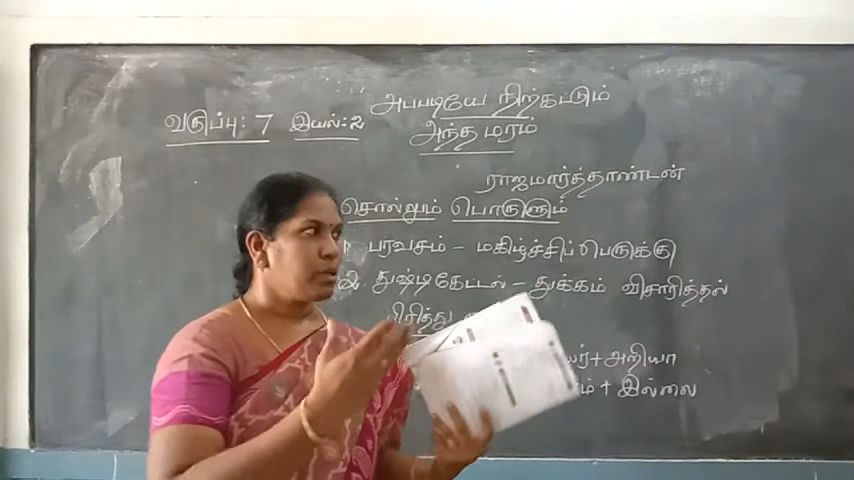 அப்படியே நிற்கட்டும்
வகுப்பு: 7 இயல்:2 அந்த மரம்
ராஜமார்த்தாண்டன்
சொல்லும் பொருளும்
பரவசம் - மகிழ்ச்சிப்பெருக்கு
2. துஷ்டிகேட்டல் - துக்கம் விசாரித்தல்
பிரித்து
+ அறியா
+ இல்லை